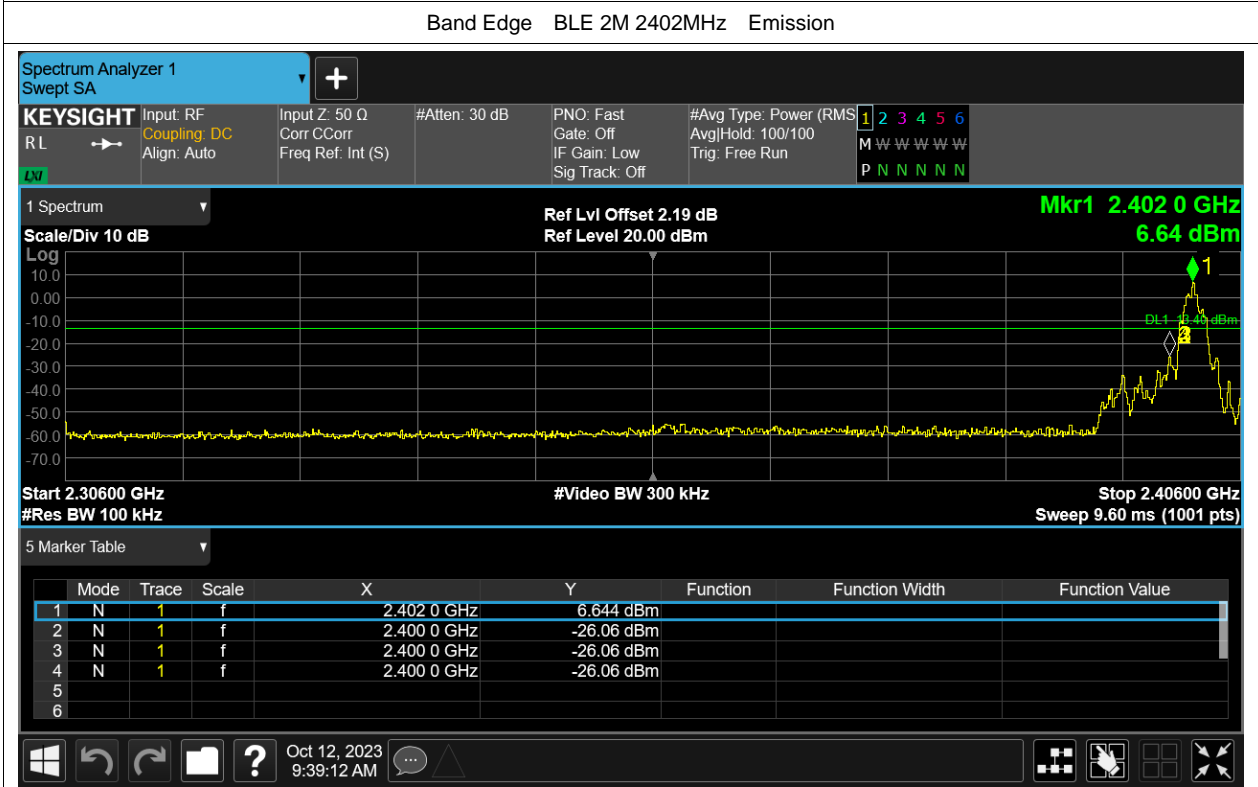 Band Edge BLE 2M 2402MHz Emission
Spectrum Analyzer 1
Swept SA
KEYSIGHT Input: RF Input Z: 50 Ω #Atten: 30 dB PNO: Fast #Avg Type: Power (RMS 1 2 3 4 5 6
RL Coupling: DC Corr CCorr Gate: Off Avg|Hold: 100/100 M W W W W W
Align: Auto Freq Ref: Int (S) IF Gain: Low Trig: Free Run
LXI Sig Track: Off P N N N N N
1 Spectrum Ref Lvl Offset 2.19 dB Mkr1 2.402 0 GHz
Scale/Div 10 dB Ref Level 20.00 dBm 6.64 dBm
Log
1
10.0
0.00
-10.0
DL1 -13.40 dBm
-20.0
-30.0
-40.0
-50.0
-60.0
-70.0
Start 2.30600 GHz #Video BW 300 kHz Stop 2.40600 GHz
#Res BW 100 kHz Sweep 9.60 ms (1001 pts)
5 Marker Table
Mode Trace Scale X Y Function Function Width Function Value
1 N 1 f 2.402 0 GHz 6.644 dBm
2 N 1 f 2.400 0 GHz -26.06 dBm
3 N 1 f 2.400 0 GHz -26.06 dBm
4 N 1 f 2.400 0 GHz -26.06 dBm
5
6
? Oct 12, 2023
9:39:12 AM